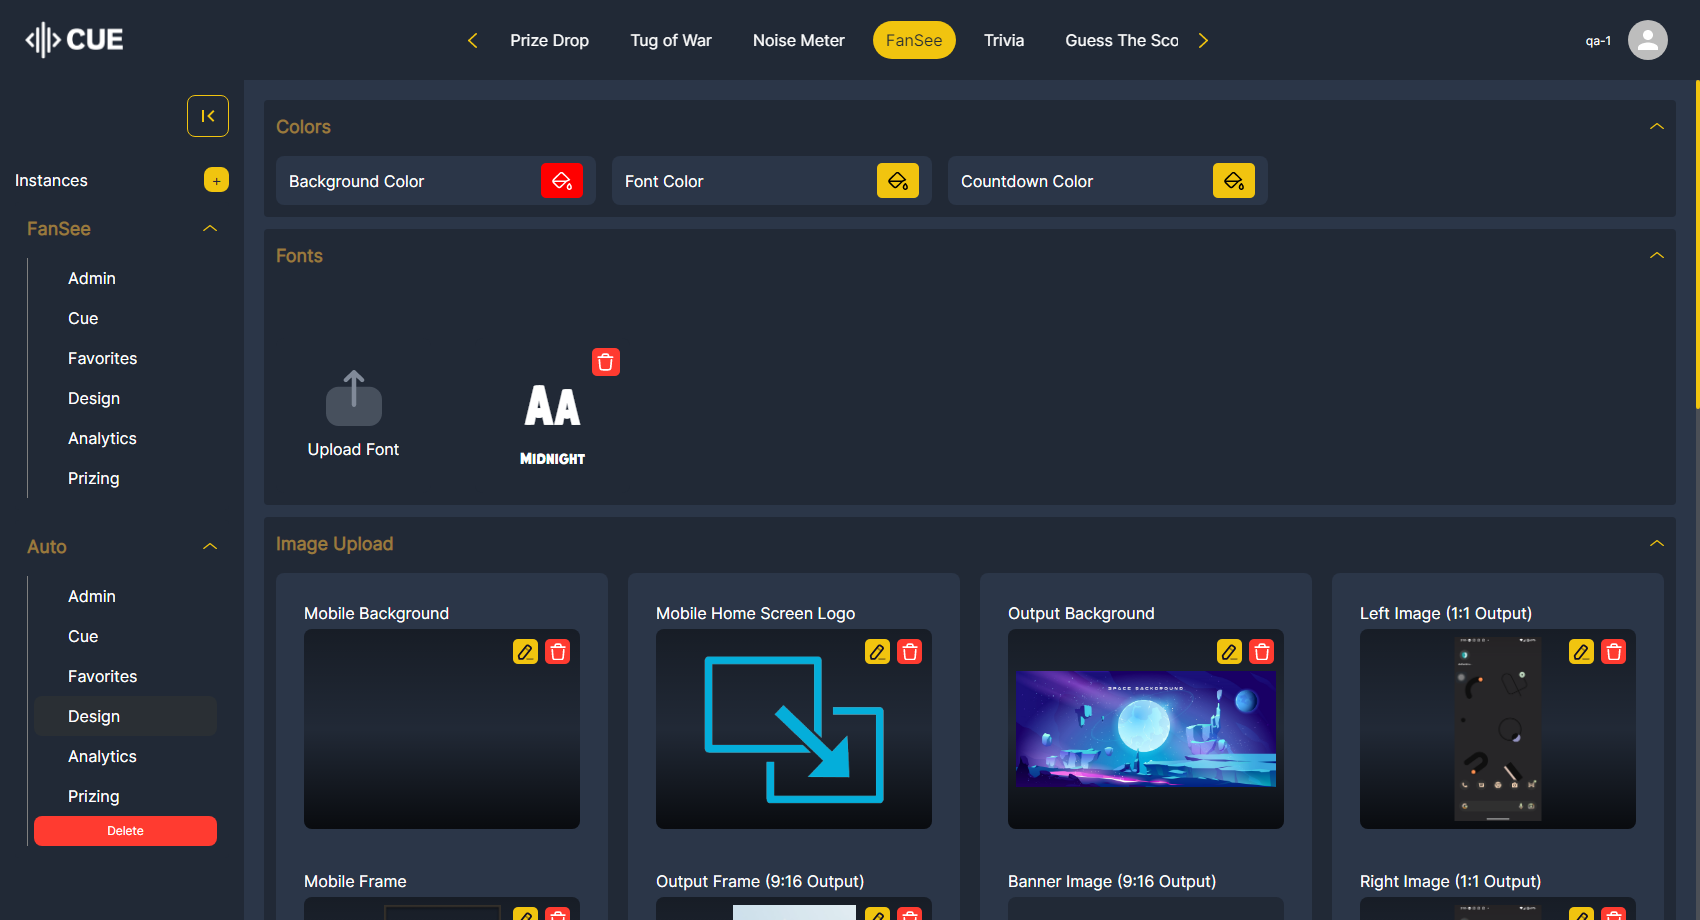 CUE
Prize Drop
Tug of War
Noise Meter
FanSee
Trivia
Guess The Sco
qa-1
Instances
+
FanSee
Admin
Cue
Favorites
Design
Analytics
Prizing
Auto
Admin
Cue
Favorites
Design
Analytics
Prizing
Delete
Colors
Background Color
Font Color
Countdown Color
Fonts
Upload Font
AA
MIDNIGHT
Image Upload
Mobile Background
Mobile Home Screen Logo
Output Background
SPACE BACKGROUND
Left Image (1:1 Output)
Mobile Frame
Output Frame (9:16 Output)
Banner Image (9:16 Output)
Right Image (1:1 Output)